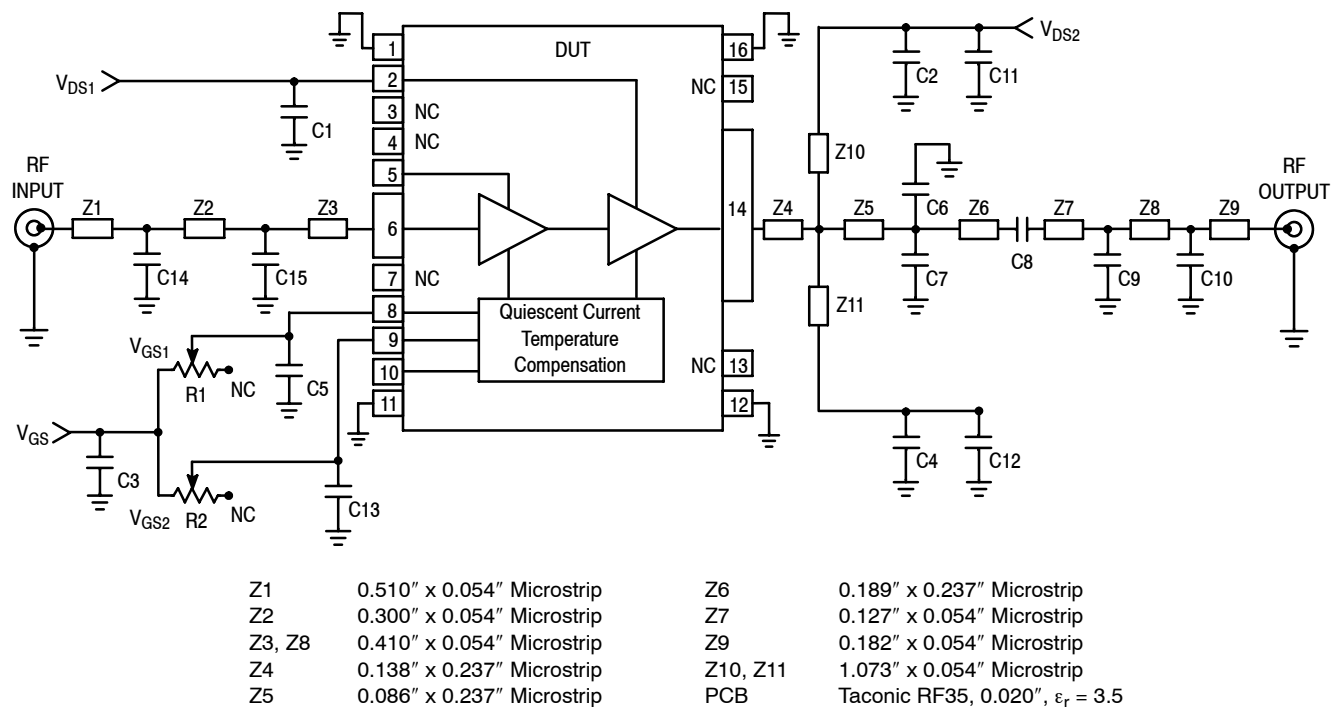 DUT
1
16
V_DS1
2
NC 15
C1
3 NC
4 NC
V_DS2
C2
C11
RF
INPUT
5
Z10
RF
OUTPUT
Z1
Z2
Z3
6
14
Z4
Z5
C6
Z6
Z7
Z8
Z9
C14
C15
7 NC
C7
C8
C9
C10
Z11
8
Quiescent Current
Temperature
Compensation
V_GS1
9
NC 13
R1
NC
C5
10
11
12
V_GS
C3
C4
C12
V_GS2
R2
NC
C13
Z1 0.510″ x 0.054″ Microstrip
Z2 0.300″ x 0.054″ Microstrip
Z3, Z8 0.410″ x 0.054″ Microstrip
Z4 0.138″ x 0.237″ Microstrip
Z5 0.086″ x 0.237″ Microstrip
Z6 0.189″ x 0.237″ Microstrip
Z7 0.127″ x 0.054″ Microstrip
Z9 0.182″ x 0.054″ Microstrip
Z10, Z11 1.073″ x 0.054″ Microstrip
PCB Taconic RF35, 0.020″, ε_r = 3.5